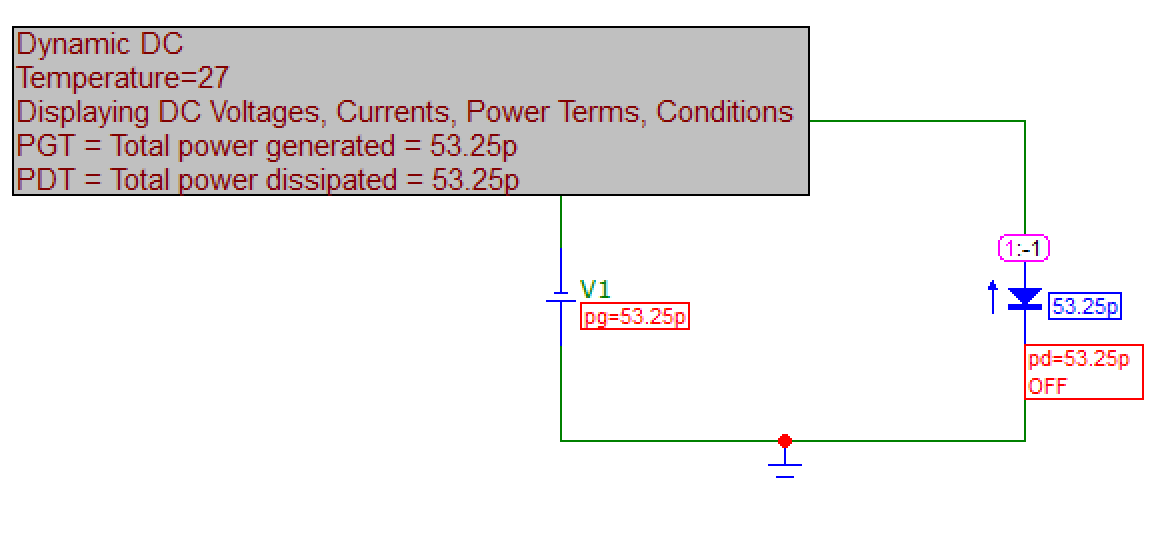 Dynamic DC
Temperature=27
Displaying DC Voltages, Currents, Power Terms, Conditions
PGT = Total power generated = 53.25p
PDT = Total power dissipated = 53.25p
1:-1
V1
pg=53.25p
53.25p
pd=53.25p
OFF